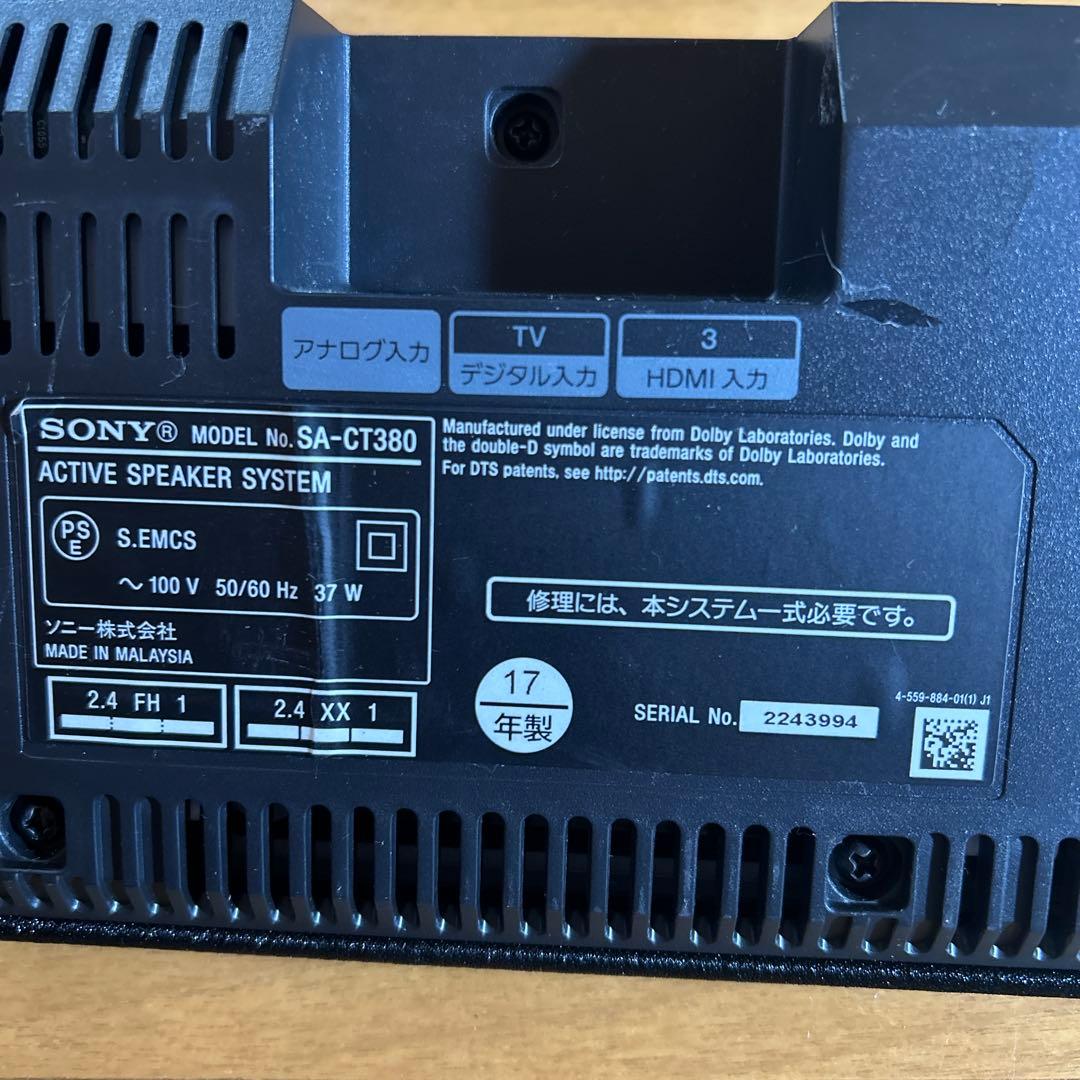 アナログ入力
TV
デジタル入力
3
HDMI 入力
SONY® MODEL No. SA-CT380
ACTIVE SPEAKER SYSTEM
PS
E
S.EMCS
～100 V 50/60 Hz 37 W
ソニー株式会社
MADE IN MALAYSIA
2.4 FH 1
2.4 XX 1
Manufactured under license from Dolby Laboratories. Dolby and
the double-D symbol are trademarks of Dolby Laboratories.
For DTS patents, see http://patents.dts.com.
修理には、本システム一式必要です。
17
年製
SERIAL No. 2243994
4-559-884-01(1) J1